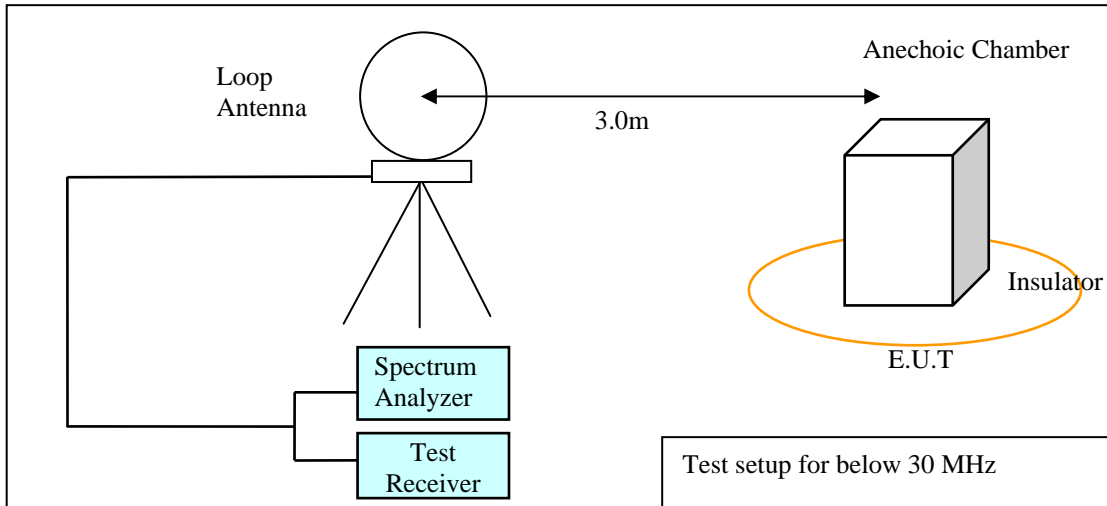 Anechoic Chamber
Loop
Antenna
3.0m
Insulator
E.U.T
Spectrum
Analyzer
Test
Receiver
Test setup for below 30 MHz